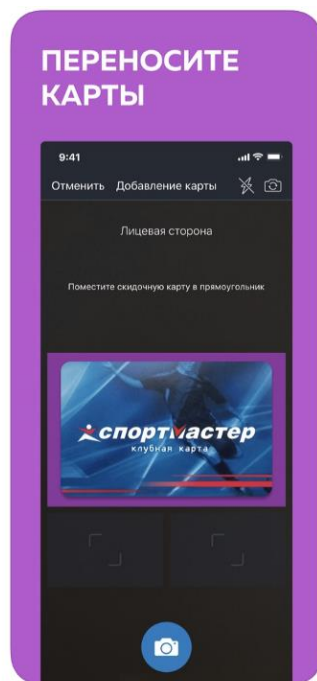 ПЕРЕНОСИТЕ
КАРТЫ
9:41
Отменить Добавление карты
Лицевая сторона
Поместите скидочную карту в прямоугольник
спортмастер
клубная карта